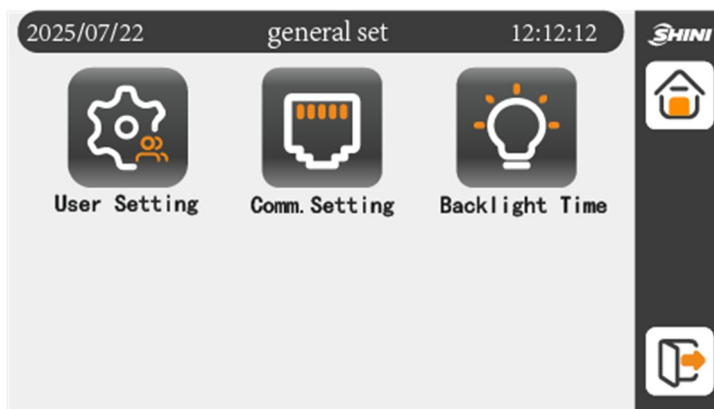 2025/07/22 general set 12:12:12
SHINI
User Setting Comm. Setting Backlight Time